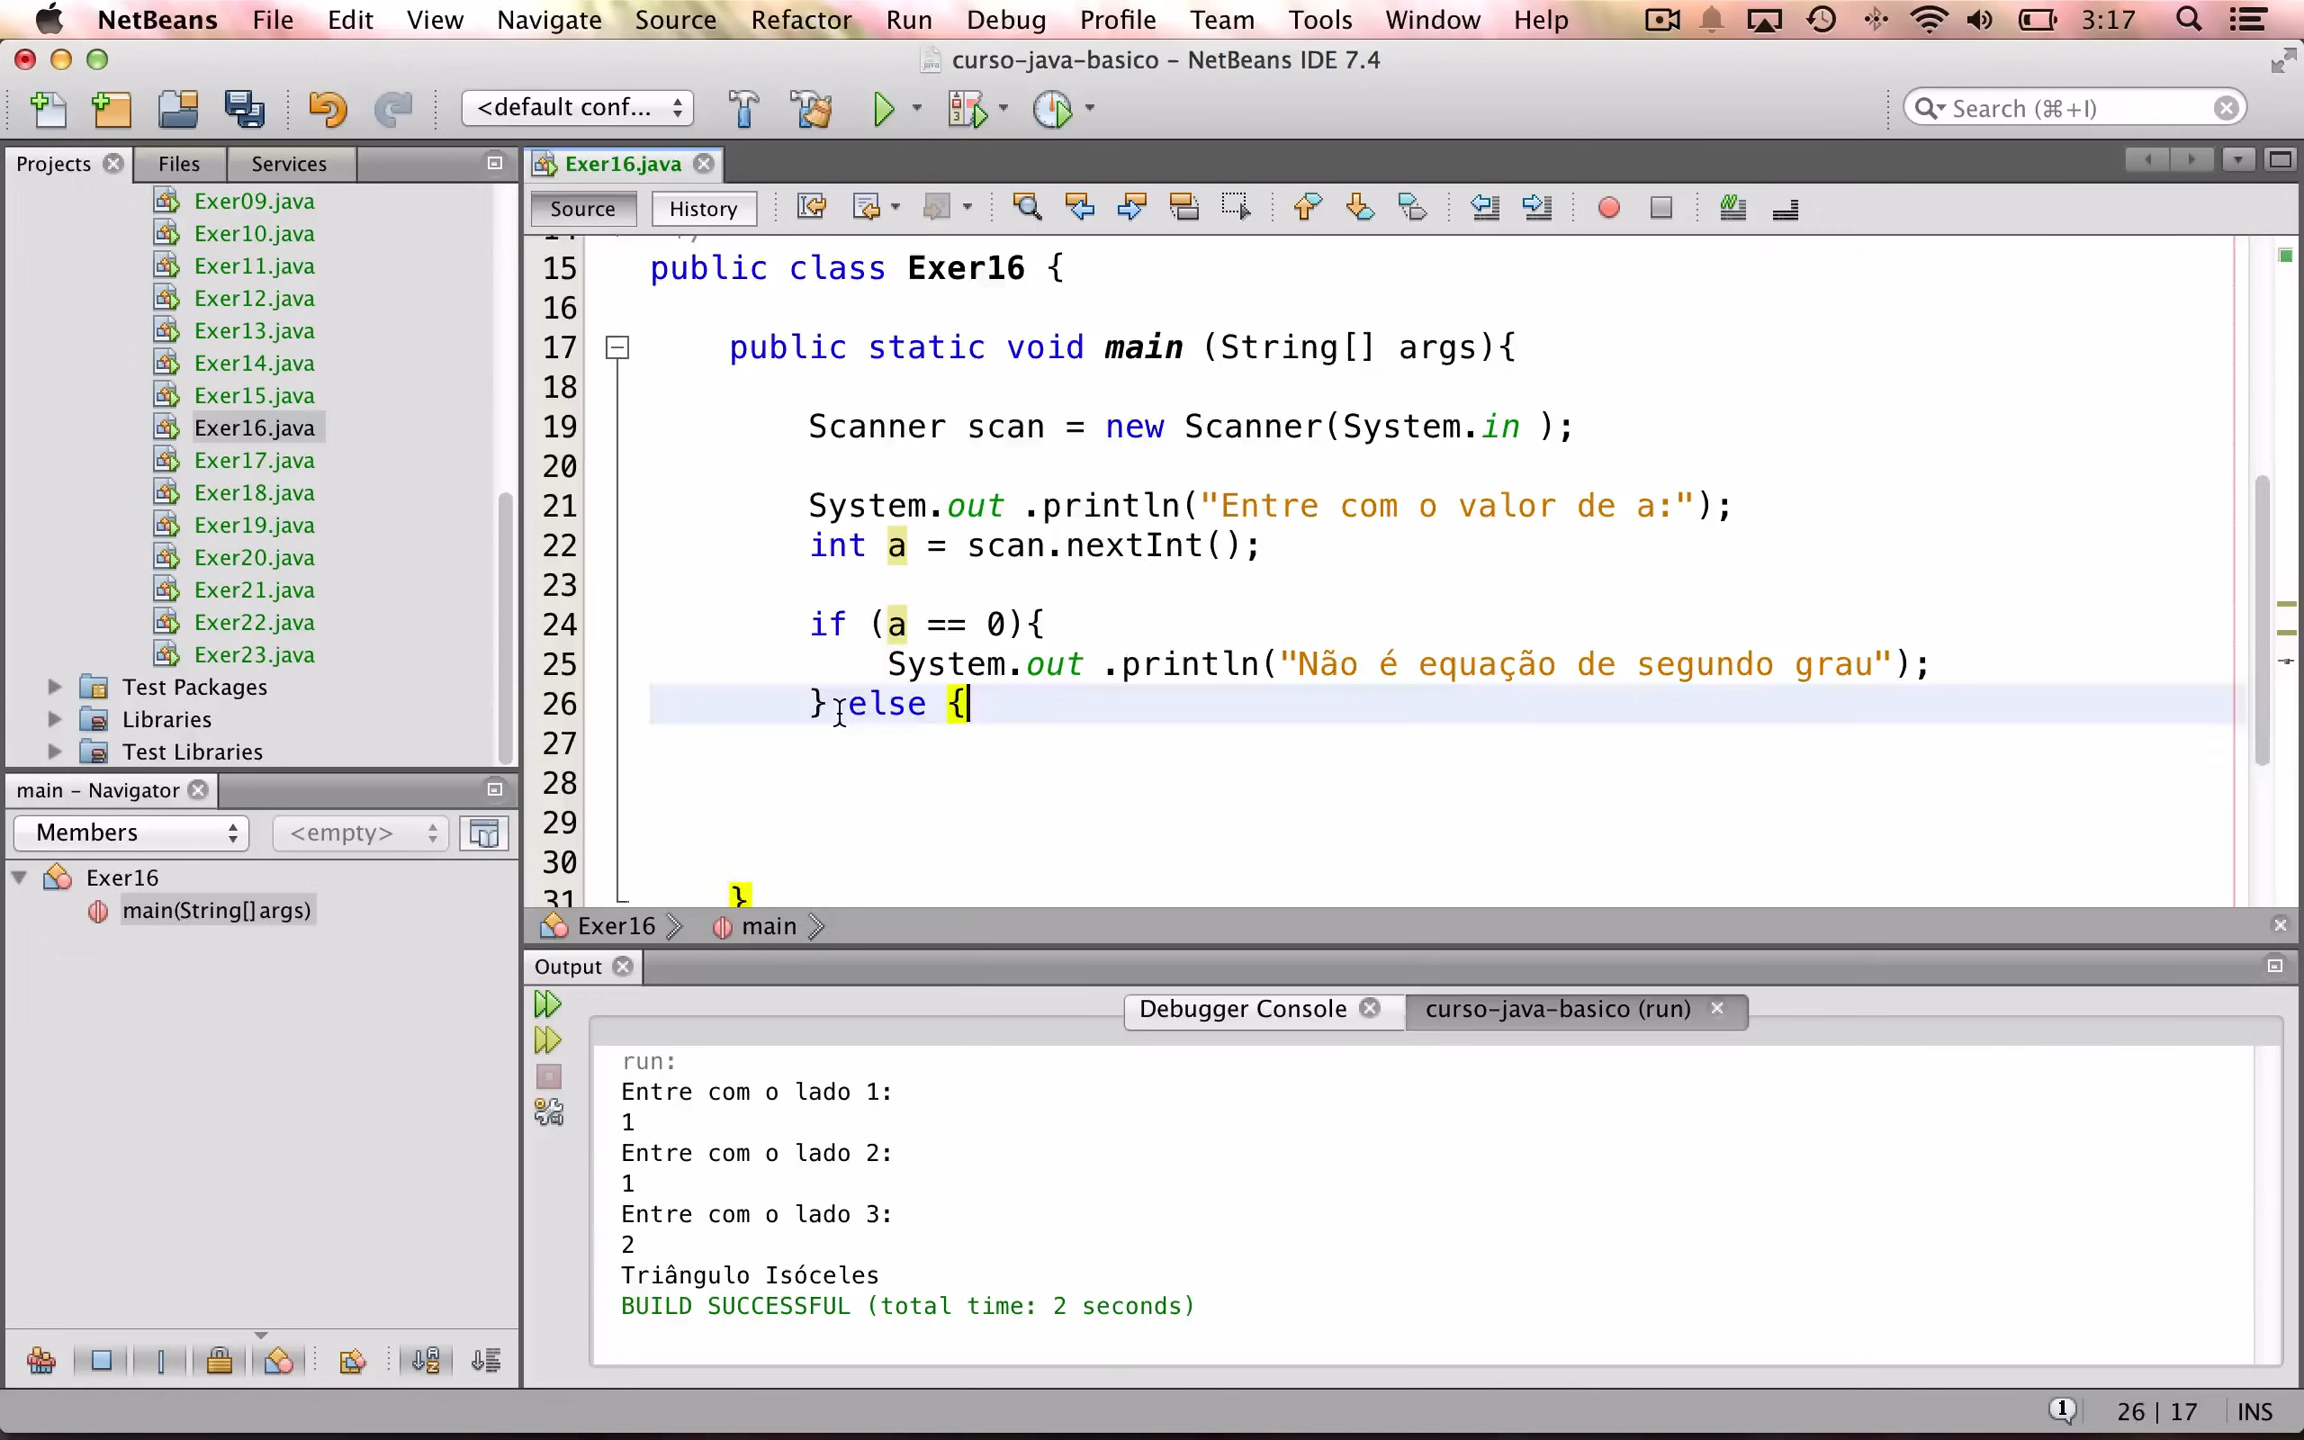 NetBeans File Edit View Navigate Source Refactor Run Debug Profile Team Tools Window Help 3:17
curso-java-basico – NetBeans IDE 7.4
<default conf... Search (⌘+I)
Projects Files Services
Exer09.java
Exer10.java
Exer11.java
Exer12.java
Exer13.java
Exer14.java
Exer15.java
Exer16.java
Exer17.java
Exer18.java
Exer19.java
Exer20.java
Exer21.java
Exer22.java
Exer23.java
Test Packages
Libraries
Test Libraries
main – Navigator
Members <empty>
Exer16
main(String[] args)
Exer16.java
Source History
14 */
15 public class Exer16 {
16
17 public static void main (String[] args){
18
19 Scanner scan = new Scanner(System.in );
20
21 System.out .println("Entre com o valor de a:");
22 int a = scan.nextInt();
23
24 if (a == 0){
25 System.out .println("Não é equação de segundo grau");
26 } else {
27
28
29
30
31 }
Exer16 main
Output
Debugger Console curso-java-basico (run)
run:
Entre com o lado 1:
1
Entre com o lado 2:
1
Entre com o lado 3:
2
Triângulo Isóceles
BUILD SUCCESSFUL (total time: 2 seconds)
1 26 | 17 INS